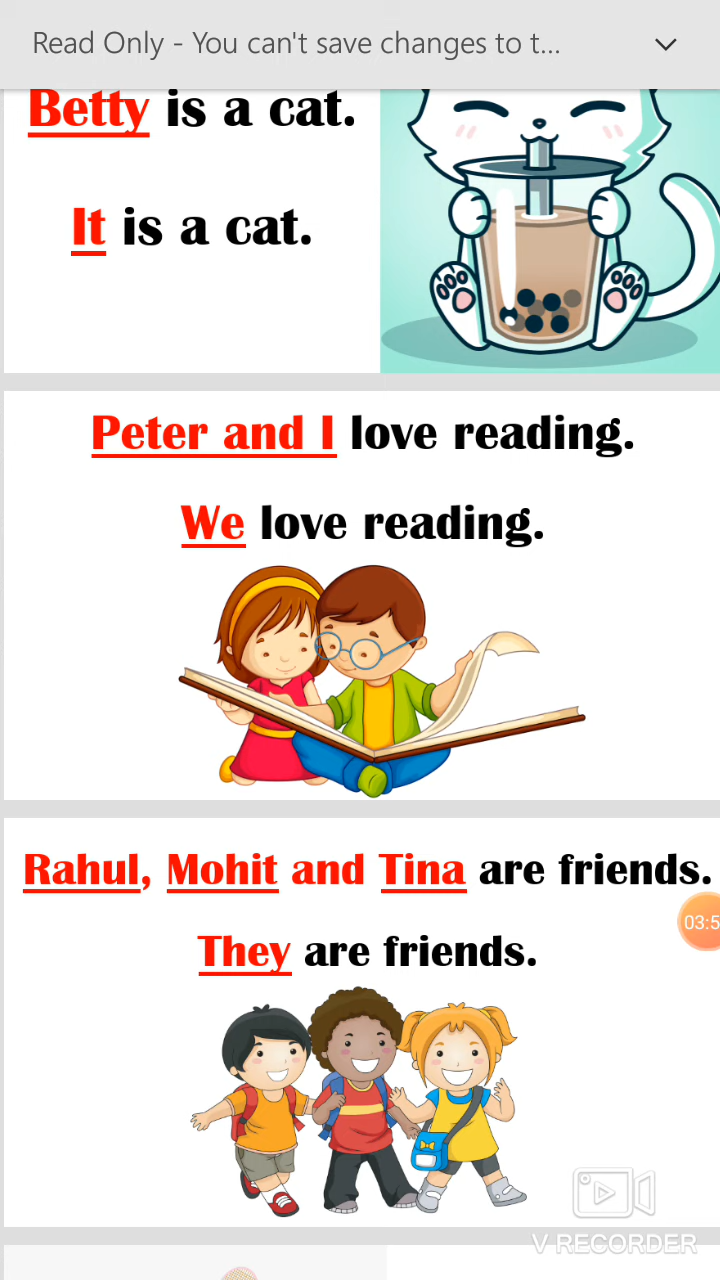 Read Only - You can't save changes to t...
Betty is a cat.
It is a cat.
Peter and I love reading.
We love reading.
Rahul, Mohit and Tina are friends.
03:5
They are friends.
V RECORDER